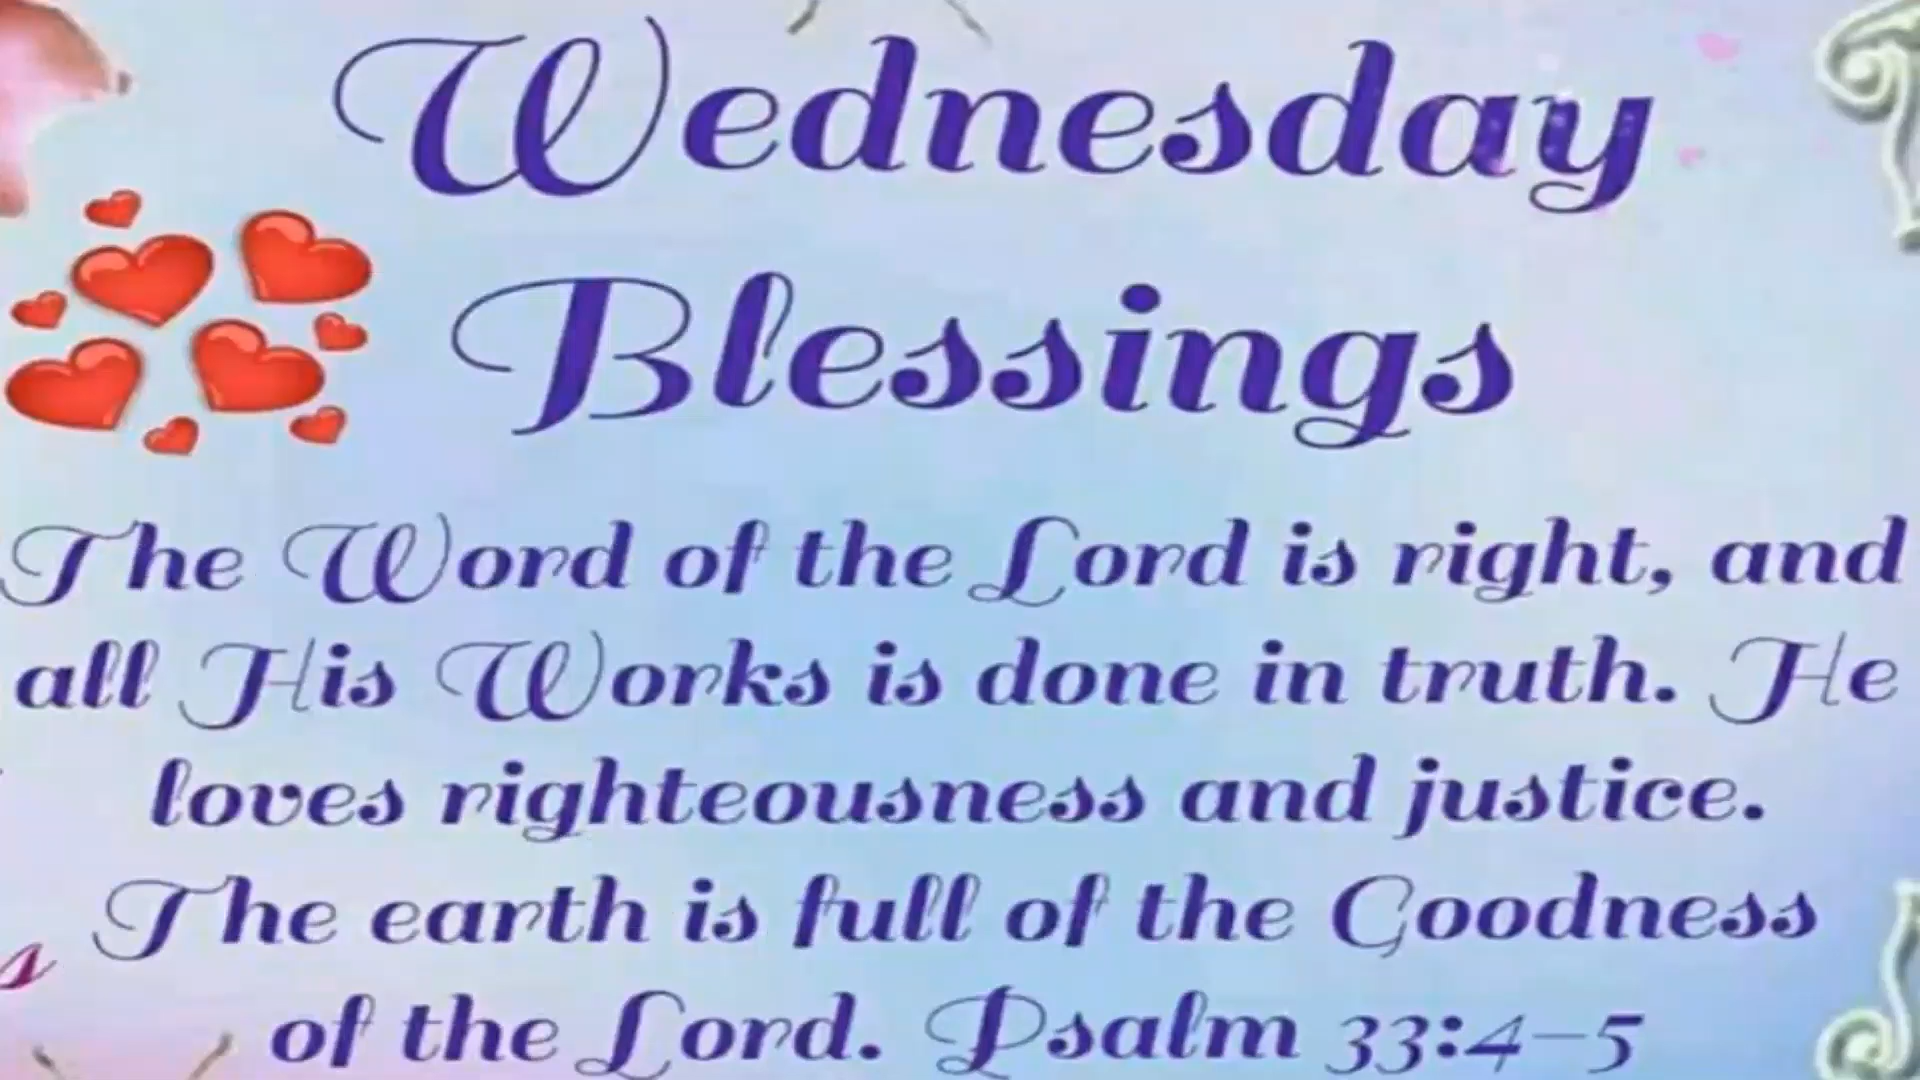 Wednesday
Blessings
The Word of the Lord is right, and
all His Works is done in truth. He
loves righteousness and justice.
The earth is full of the Goodness
of the Lord. Psalm 33:4-5